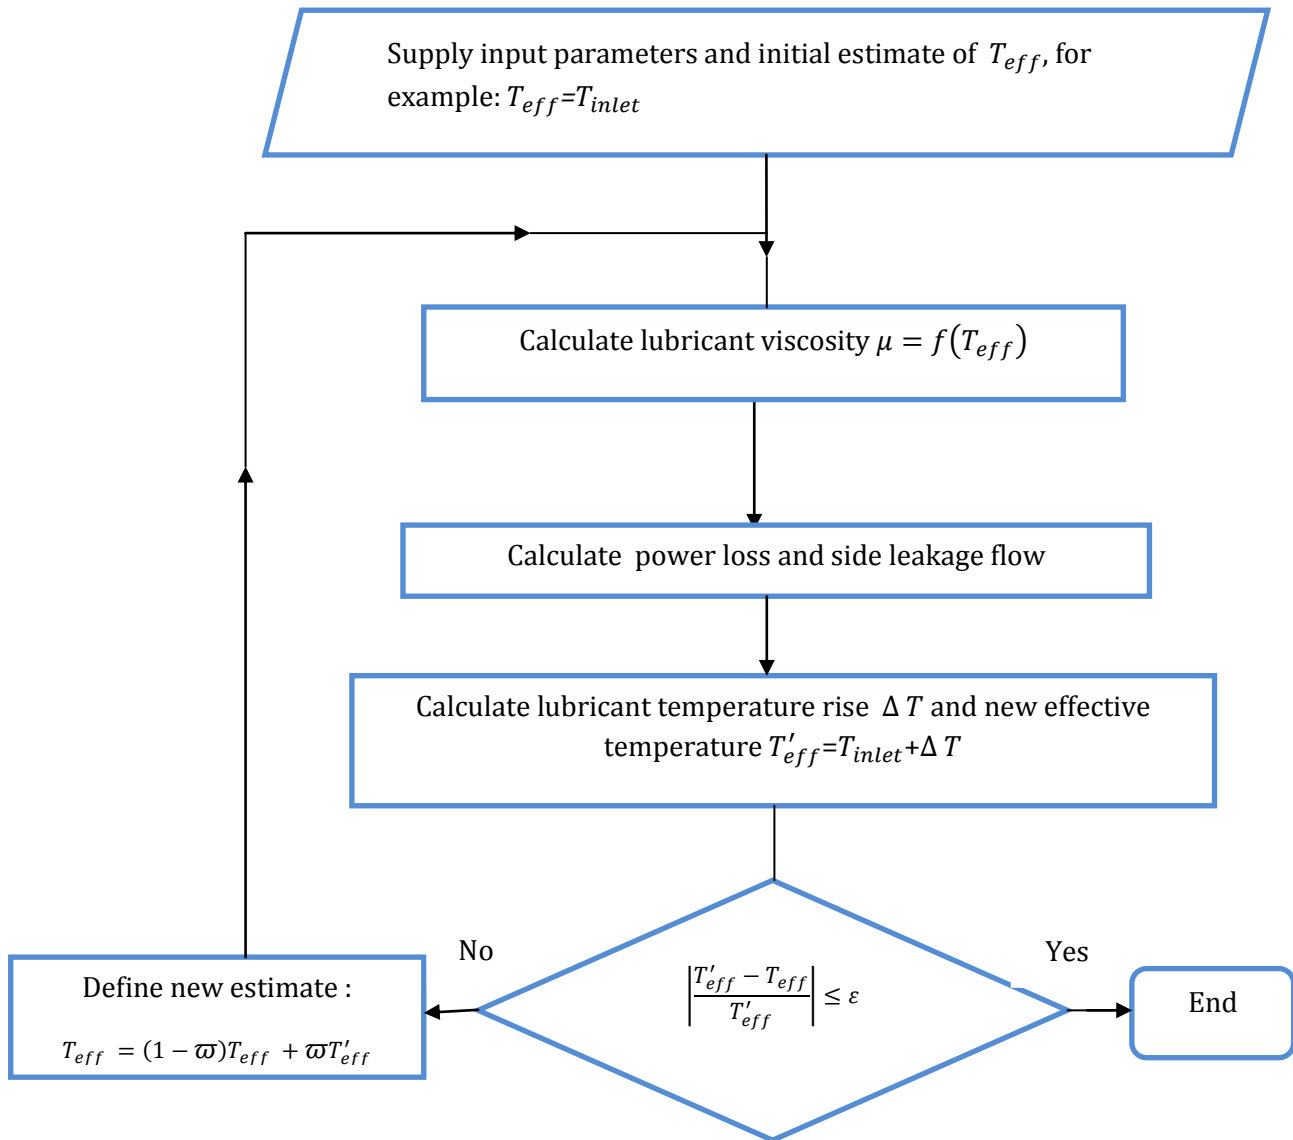 Supply input parameters and initial estimate of T_eff, for
example: T_eff=T_inlet
Calculate lubricant viscosity μ = f(T_eff)
Calculate power loss and side leakage flow
Calculate lubricant temperature rise Δ T and new effective
temperature T'_eff=T_inlet+Δ T
No
Yes
|(T'_eff − T_eff)/T'_eff| ≤ ε
Define new estimate :
T_eff = (1 − ϖ)T_eff + ϖT'_eff
End